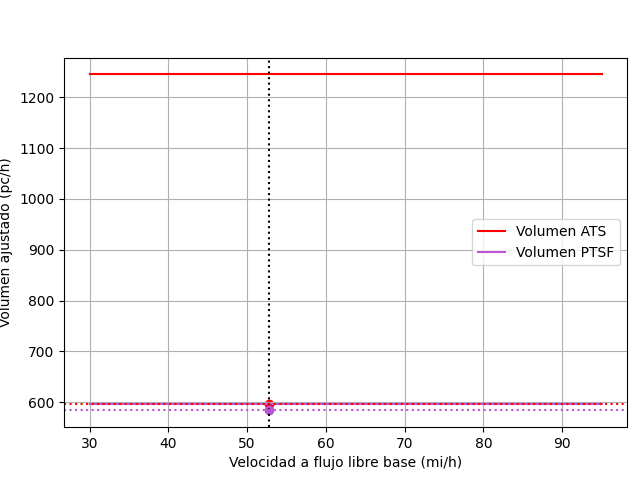 1200
1100
1000
900
800
700
600
30 40 50 60 70 80 90
Volumen ajustado (pc/h)
Velocidad a flujo libre base (mi/h)
Volumen ATS
Volumen PTSF